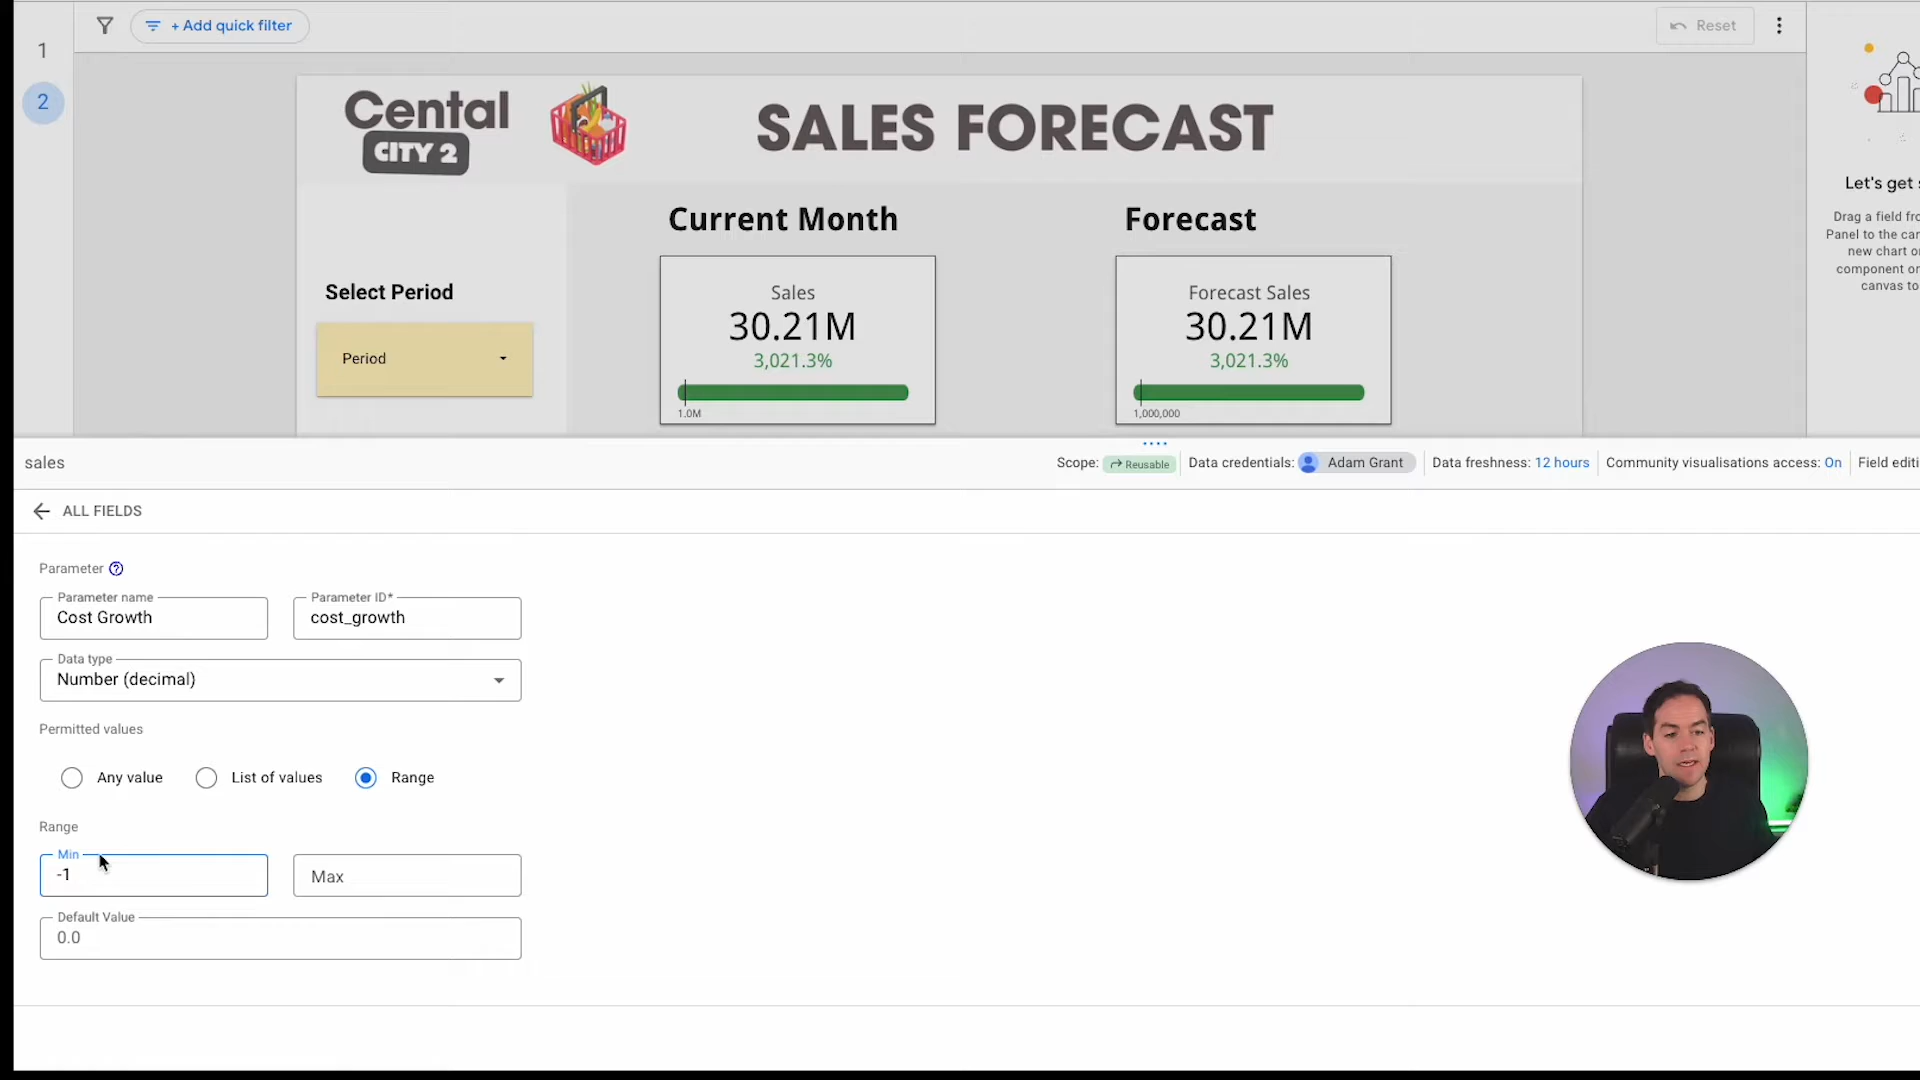 1
2
+ Add quick filter
Reset
Cental
CITY 2
SALES FORECAST
Current Month
Forecast
Select Period
Period
Sales
30.21M
3,021.3%
1.0M
Forecast Sales
30.21M
3,021.3%
1,000,000
Let's get
Drag a field
Panel to the
new chart
component
canvas to
sales
Scope: Reusable
Data credentials: Adam Grant
Data freshness: 12 hours
Community visualisations access: On
Field
ALL FIELDS
Parameter
Parameter name
Cost Growth
Parameter ID*
cost_growth
Data type
Number (decimal)
Permitted values
Any value
List of values
Range
Range
Min
-1
Max
Default Value
0.0